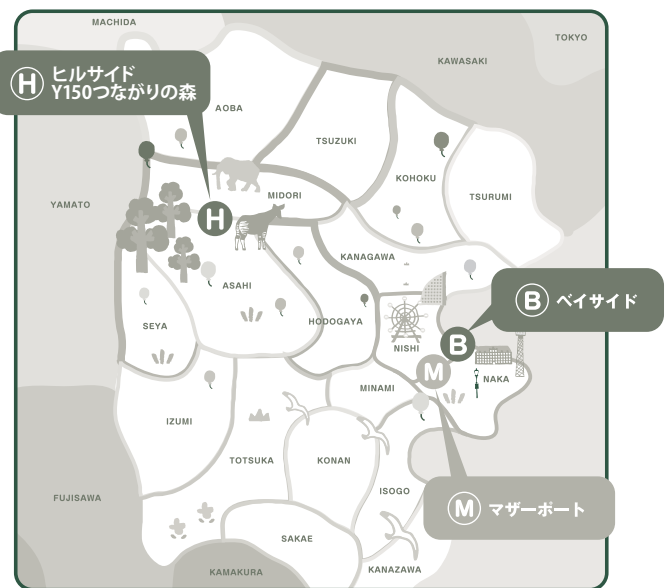 MACHIDA
TOKYO
KAWASAKI
H ヒルサイド
Y150つながりの森
AOBA
TSUZUKI
KOHOKU
MIDORI
TSURUMI
YAMATO
H
KANAGAWA
ASAHI
B ベイサイド
SEYA
HODOGAYA
NISHI
B
M
NAKA
MINAMI
IZUMI
TOTSUKA
KONAN
ISOGO
FUJISAWA
M マザーポート
SAKAE
KAMAKURA
KANAZAWA